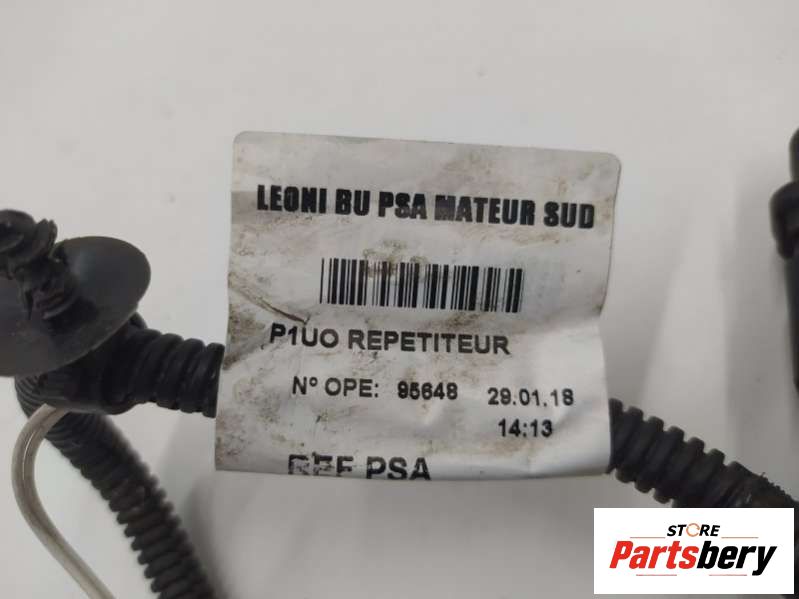 LEONI BU PSA MATEUR SUD
P1UO REPETITEUR
N° OPE: 95648 29.01.18
14:13
REF PSA
STORE
Partsbery